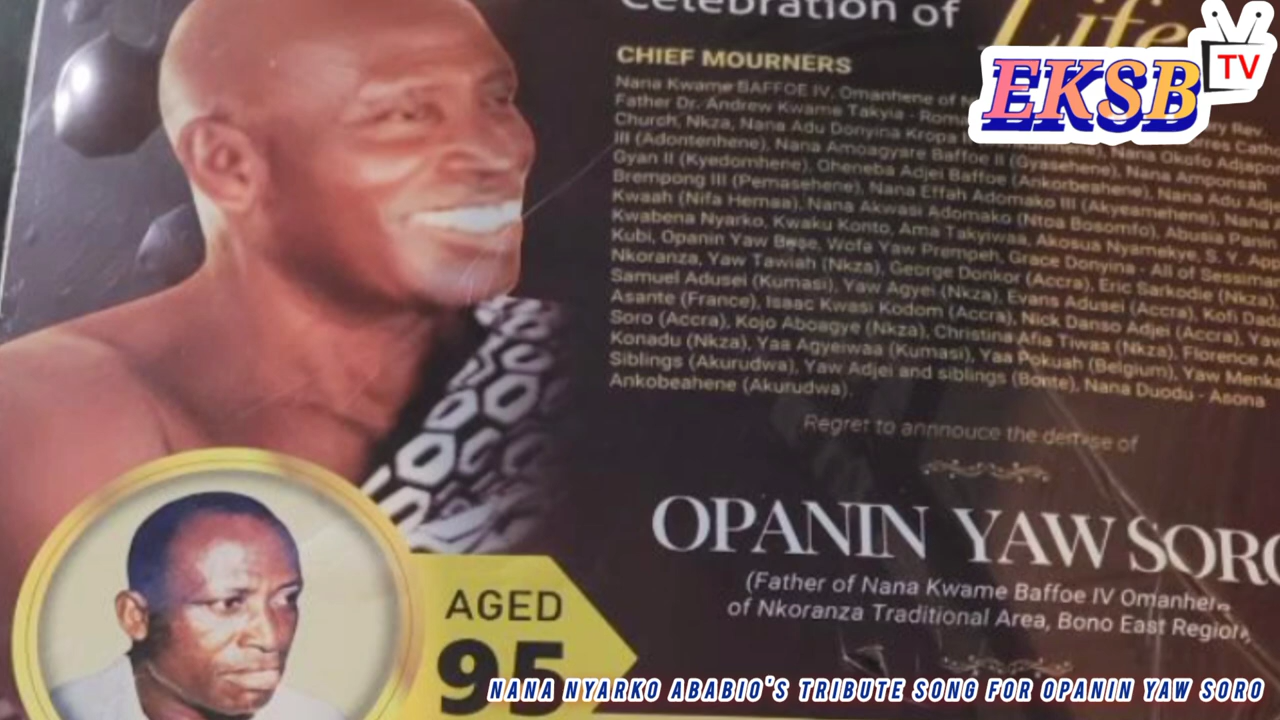 Celebration of Life
EKSB TV
CHIEF MOURNERS
Nana Kwame BAFFOE IV, Omanhene of
Father Dr. Andrew Kwame Takyia - Rev.
Church, Nkza, Nana Adu Donyina Kropa Nana Okofo
III (Adontenhene), Nana Amoagyare Baffoe II (Gyasehene), Nana Amponsah
Gyan II (Kyedomhene), Oheneba Adjei Baffoe (Ankorbeahene), Nana Adu
Brempong III (Pemasehene), Nana Effah Adomako III (Akyeamehene), Nana
Kwaah (Nifa Hemaa), Nana Akwasi Adomako (Ntoa Bosomfo), Abusua Panin
Kwabena Nyarko, Kwaku Konto, Ama Takyiwaa, Akosua Nyamekye, S. Y.
Kubi, Opanin Yaw Wofa Yaw Prempeh, Grace Donyina - All of
Nkoranza, Yaw Tawiah (Nkza), George Donkor (Accra), Eric Sarkodie (Nkza)
Samuel Adusei (Kumasi), Yaw Agyei (Nkza), Evans Adusei (Accra), Kofi
Asante (France), Isaac Kwasi Kodom (Accra), Nick Danso Adjei (Accra),
Soro (Accra), Kojo Aboagye (Nkza), Christina Afia Tiwaa (Nkza), Florence
Konadu (Nkza), Yaa Agyeiwaa (Kumasi), Yaa Pokuah (Belgium), Yaw
Siblings (Akurudwa), Yaw Adjei and siblings (Bonte), Nana Duodu - Asona
Ankobeahene (Akurudwa).
Regret to annnouce the demise of
OPANIN YAW SORO
(Father of Nana Kwame Baffoe IV Omanhene
of Nkoranza Traditional Area, Bono East Region,
AGED
95
NANA NYARKO ABABIO'S TRIBUTE SONG FOR OPANIN YAW SORO